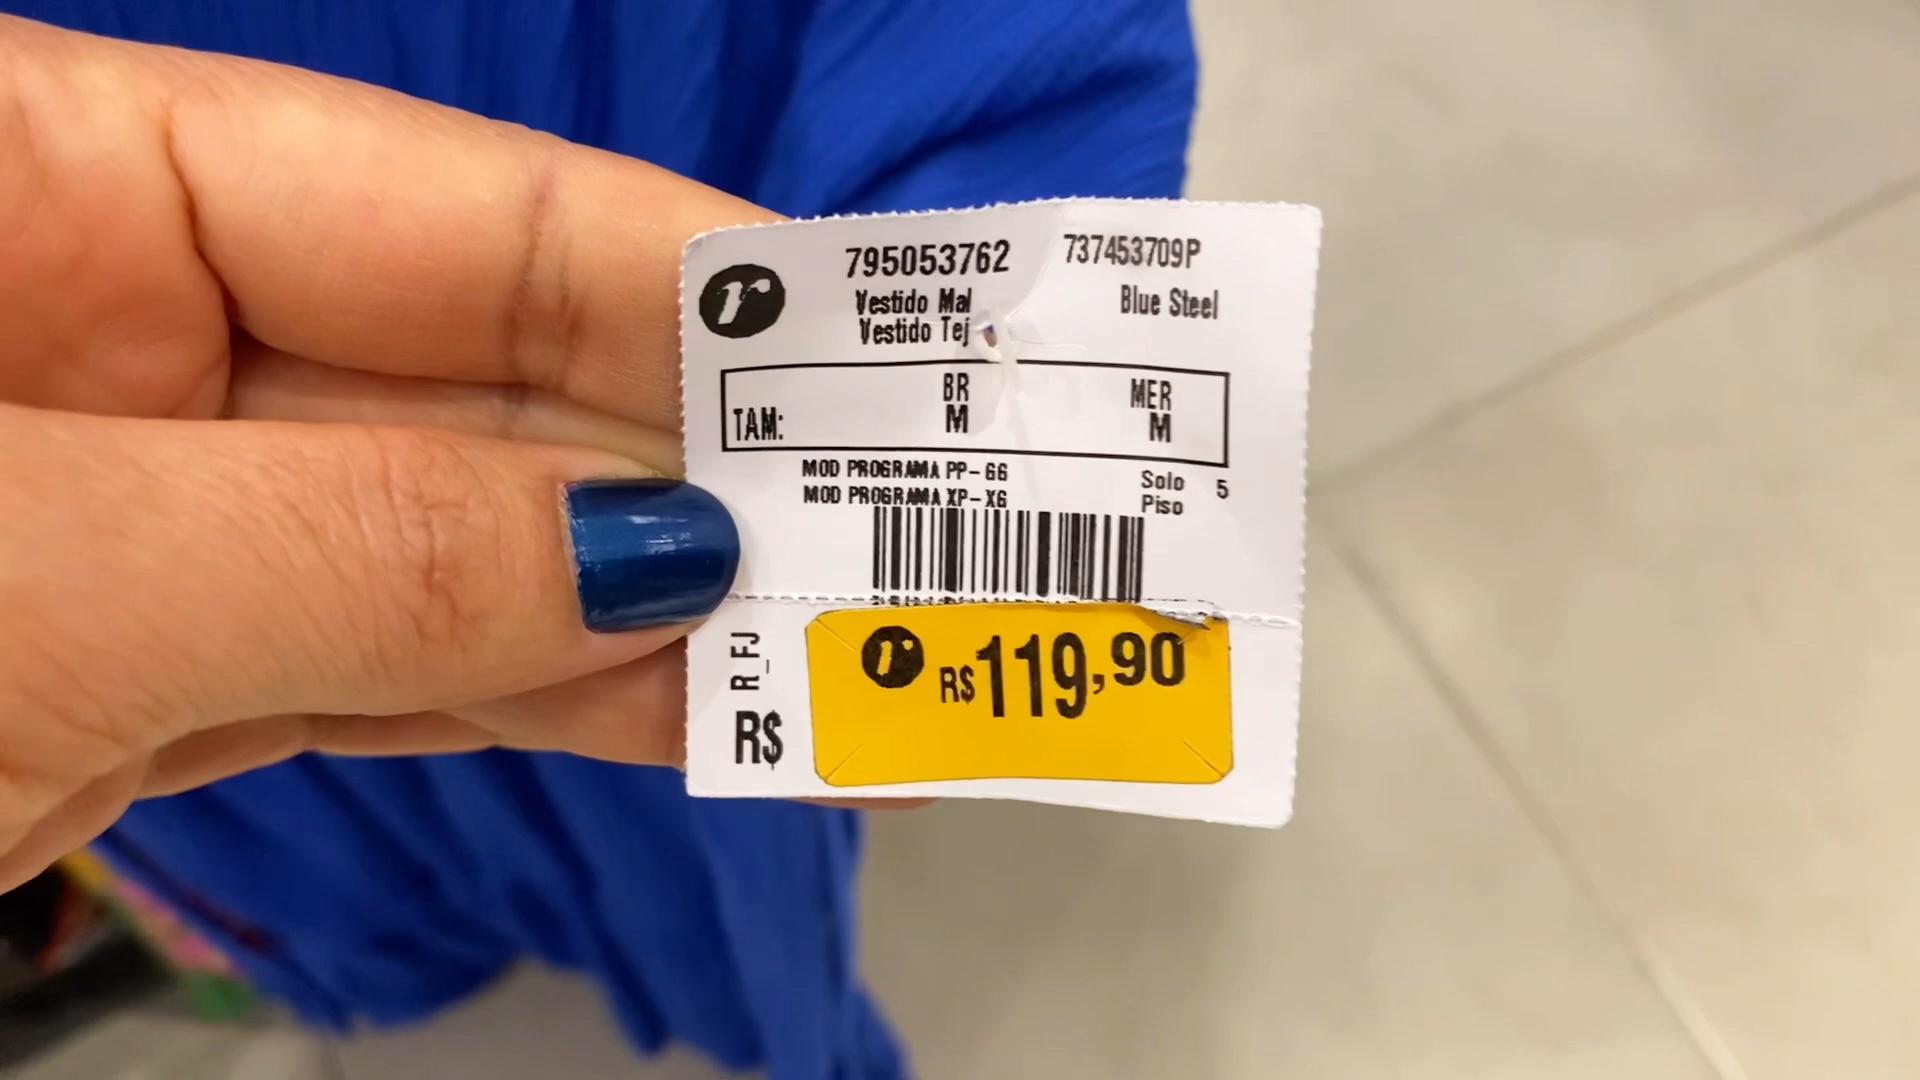 795053762 737453709P
r
Vestido Mal Blue Steel
Vestido Tej
BR MER
TAM: M M
MOD PROGRAMA PP-GG Solo 5
MOD PROGRAMA XP-XG Piso
R_FJ
r R$119,90
R$